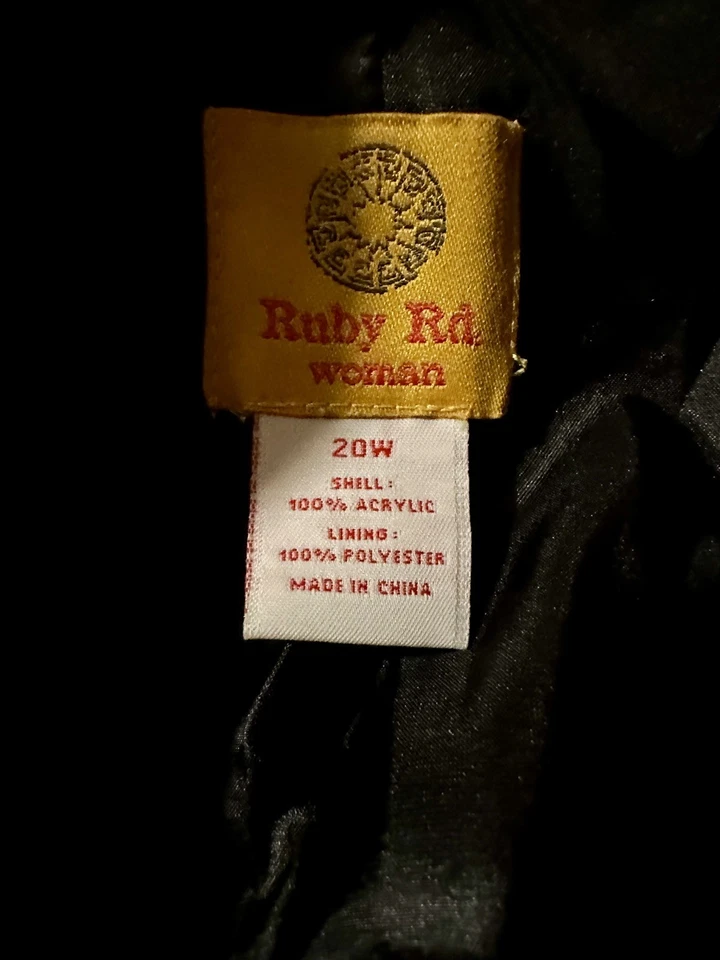 Ruby Rd.
woman
20W
SHELL:
100% ACRYLIC
LINING:
100% POLYESTER
MADE IN CHINA